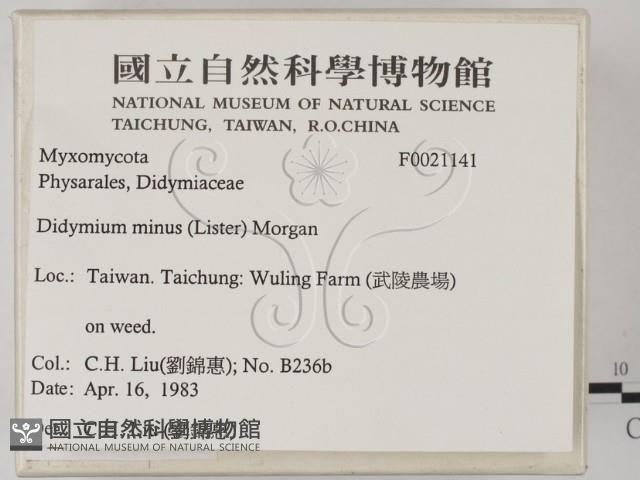 國立自然科學博物館
NATIONAL MUSEUM OF NATURAL SCIENCE
TAICHUNG, TAIWAN, R.O.CHINA
Myxomycota F0021141
Physarales, Didymiaceae
Didymium minus (Lister) Morgan
Loc.: Taiwan. Taichung: Wuling Farm (武陵農場)
on weed.
Col.: C.H. Liu(劉錦惠); No. B236b
Date: Apr. 16, 1983
國立自然科學博物館
NATIONAL MUSEUM OF NATURAL SCIENCE
10
C